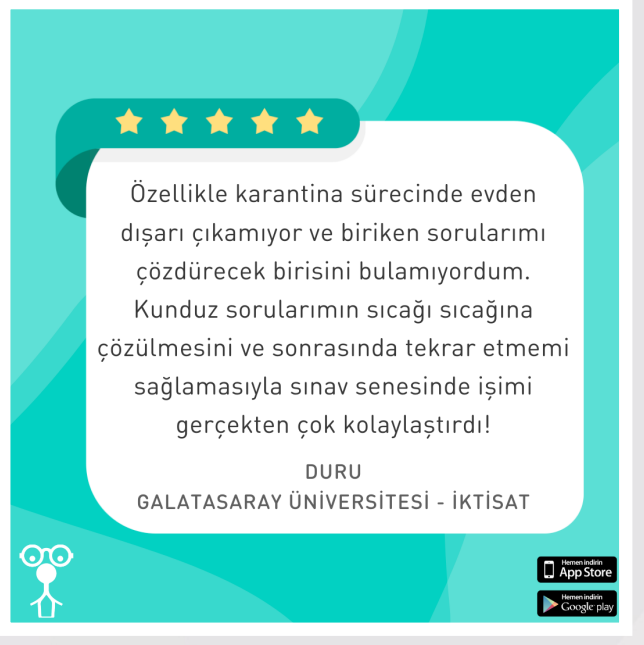 Özellikle karantina sürecinde evden
dışarı çıkamıyor ve biriken sorularımı
çözdürecek birisini bulamıyordum.
Kunduz sorularımın sıcağı sıcağına
çözülmesini ve sonrasında tekrar etmemi
sağlamasıyla sınav senesinde işimi
gerçekten çok kolaylaştırdı!
DURU
GALATASARAY ÜNİVERSİTESİ - İKTİSAT
Hemen indirin
App Store
Hemen indirin
Google play